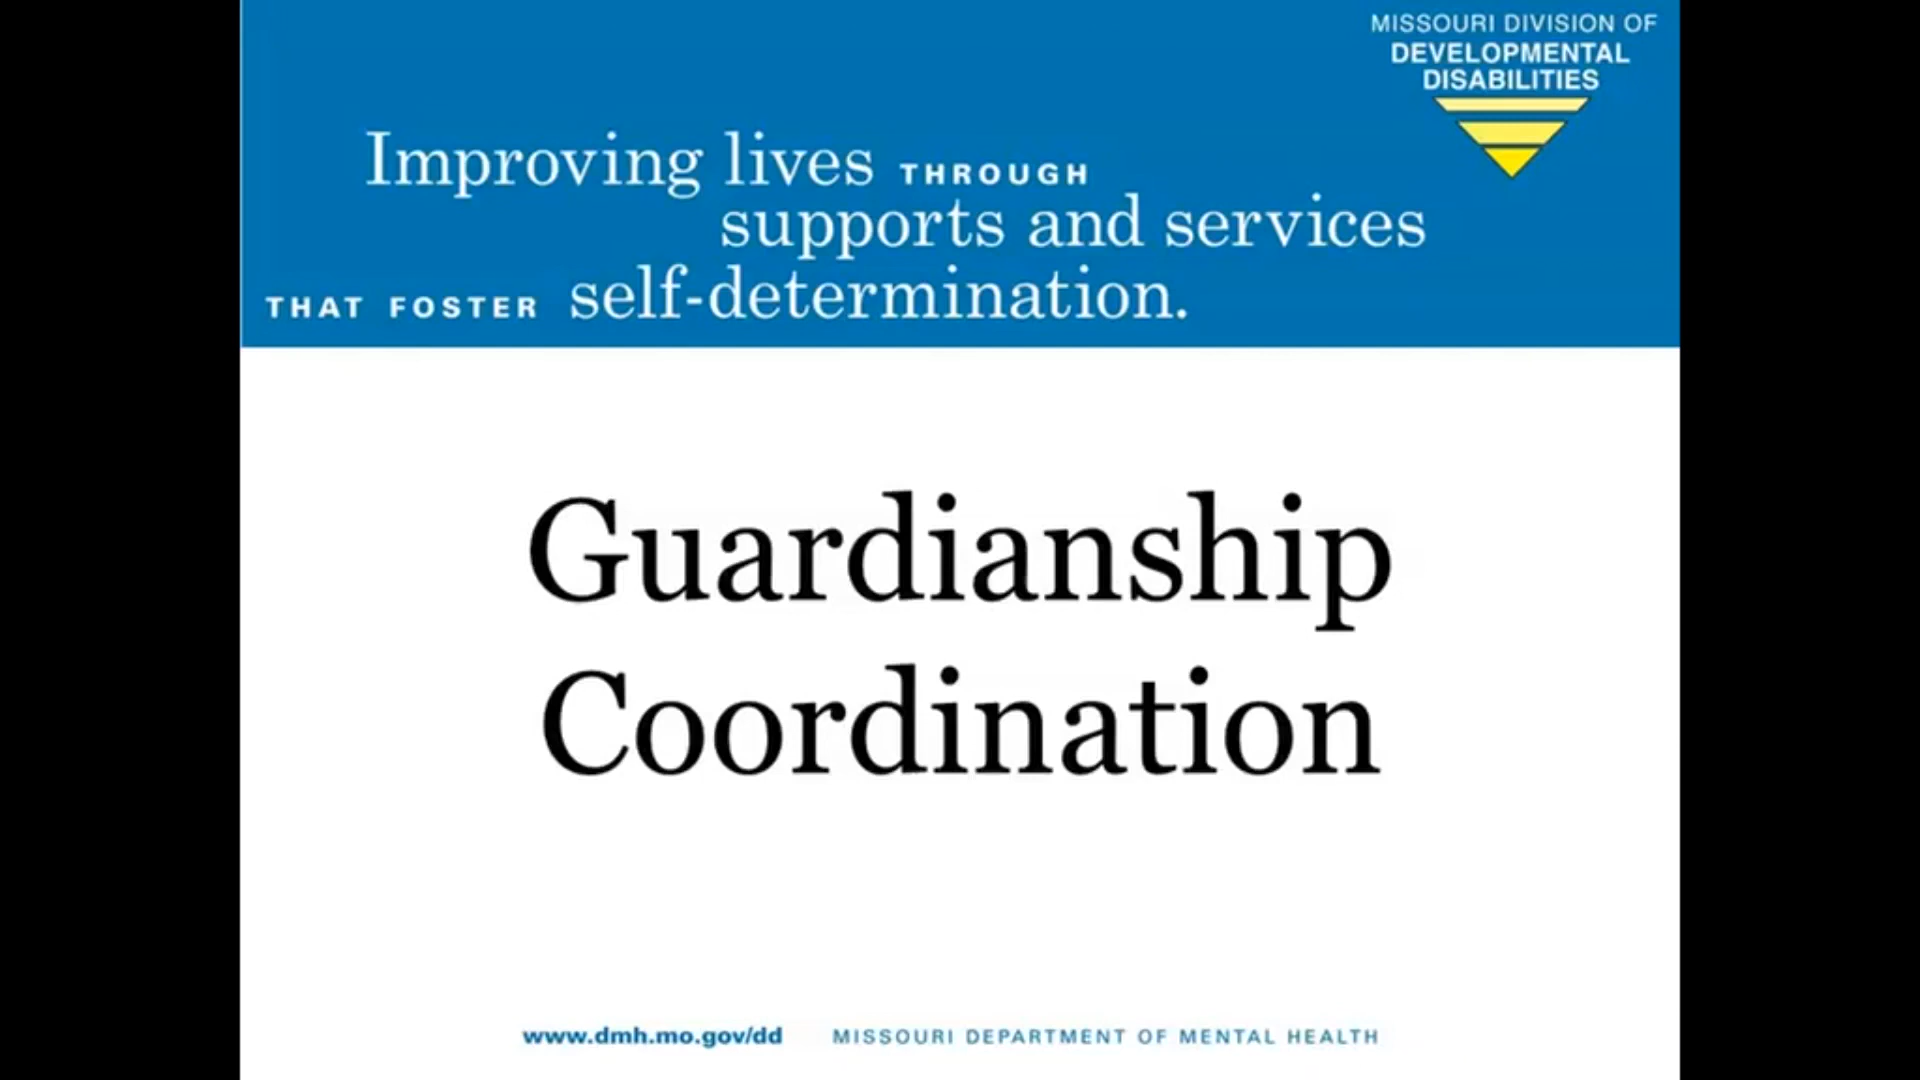 MISSOURI DIVISION OF
DEVELOPMENTAL
DISABILITIES
Improving lives THROUGH
supports and services
THAT FOSTER self-determination.
Guardianship
Coordination
www.dmh.mo.gov/dd MISSOURI DEPARTMENT OF MENTAL HEALTH